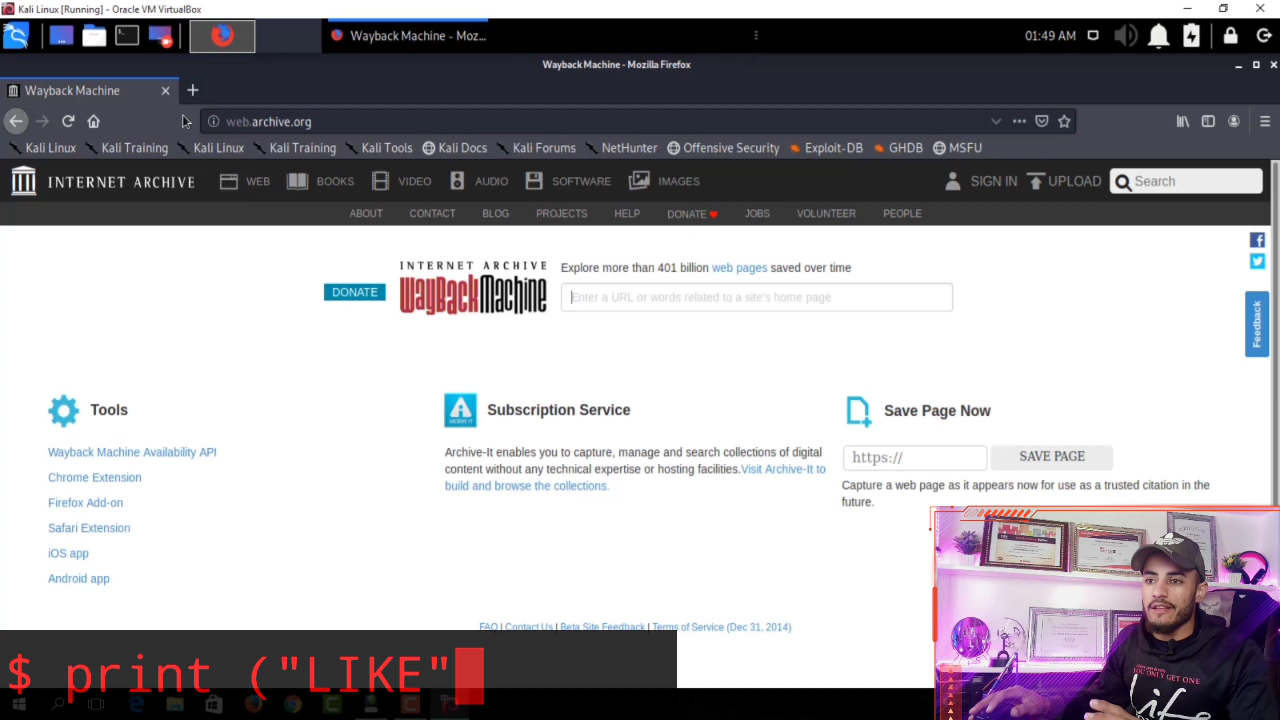 Kali Linux [Running] - Oracle VM VirtualBox
Wayback Machine - Moz...
01:49 AM
Wayback Machine - Mozilla Firefox
Wayback Machine
web.archive.org
Kali Linux
Kali Training
Kali Linux
Kali Training
Kali Tools
Kali Docs
Kali Forums
NetHunter
Offensive Security
Exploit-DB
GHDB
MSFU
INTERNET ARCHIVE
WEB
BOOKS
VIDEO
AUDIO
SOFTWARE
IMAGES
SIGN IN
UPLOAD
Search
ABOUT
CONTACT
BLOG
PROJECTS
HELP
DONATE
JOBS
VOLUNTEER
PEOPLE
DONATE
INTERNET ARCHIVE
WayBackMachine
Explore more than 401 billion web pages saved over time
Enter a URL or words related to a site's home page
Feedback
Tools
Wayback Machine Availability API
Chrome Extension
Firefox Add-on
Safari Extension
iOS app
Android app
Subscription Service
ARCHIVE-IT
Archive-It enables you to capture, manage and search collections of digital
content without any technical expertise or hosting facilities.Visit Archive-It to
build and browse the collections.
Save Page Now
https://
SAVE PAGE
Capture a web page as it appears now for use as a trusted citation in the
future.
FAQ | Contact Us | Beta Site Feedback | Terms of Service (Dec 31, 2014)
$ print ("LIKE"
YOU ONLY GET ONE
Life